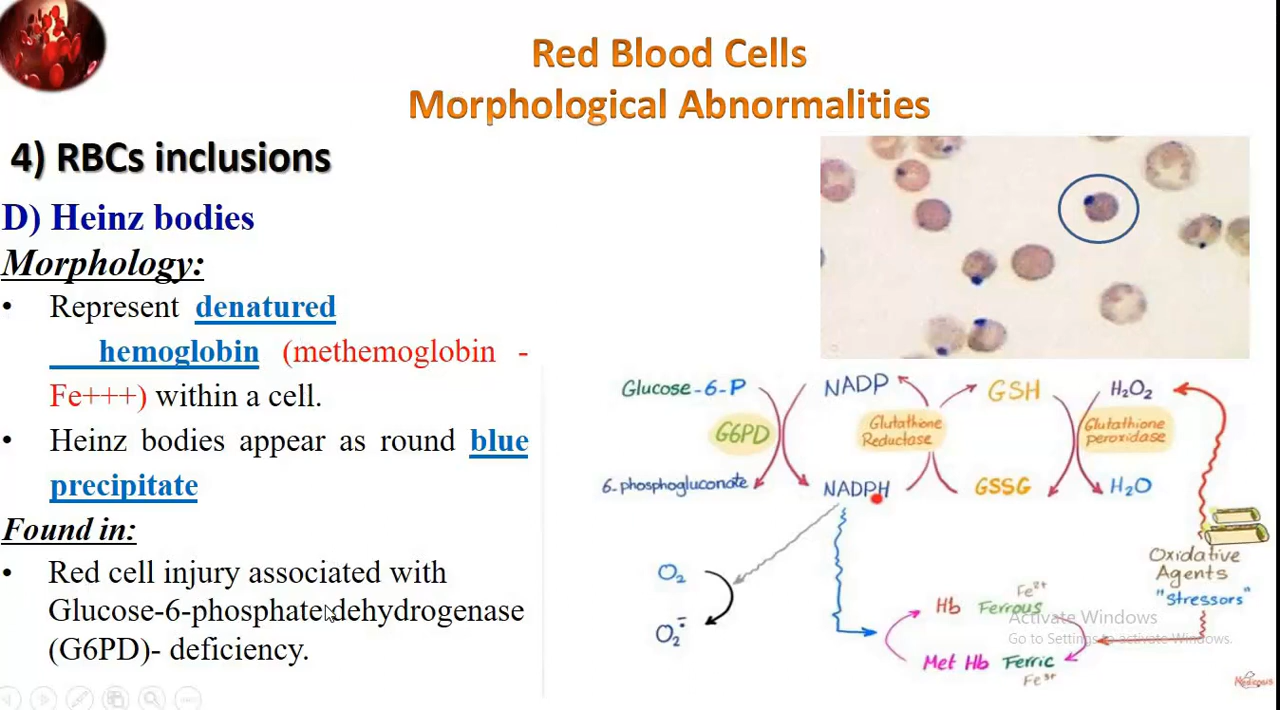 Red Blood Cells
Morphological Abnormalities
4) RBCs inclusions
D) Heinz bodies
Morphology:
• Represent denatured
hemoglobin (methemoglobin -
Fe+++) within a cell.
• Heinz bodies appear as round blue
precipitate
Found in:
• Red cell injury associated with
Glucose-6-phosphate dehydrogenase
(G6PD)- deficiency.
Glucose-6-P
NADP
GSH
H₂O₂
G6PD
Glutathione
Reductase
Glutathione
peroxidase
6-phosphogluconate
NADPH
GSSG
H₂O
Oxidative
Agents
"Stressors"
O₂
O₂⁻
Hb Ferrous
Fe²⁺
Met Hb Ferric
Fe³⁺
Activate Windows
Go to Settings to activate Windows.
Medicosis